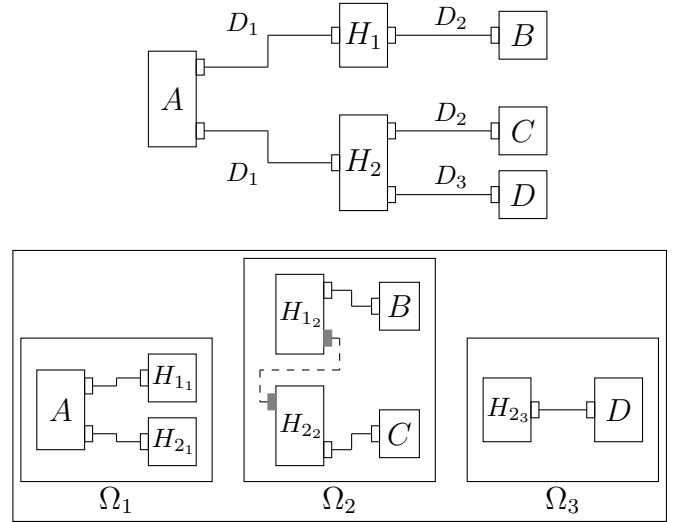 D₁ H₁ D₂ B
A
D₁ H₂ D₂ C
D₃ D
A H₁₁ H₂₁
H₁₂ B
H₂₂ C
H₂₃ D
Ω₁ Ω₂ Ω₃